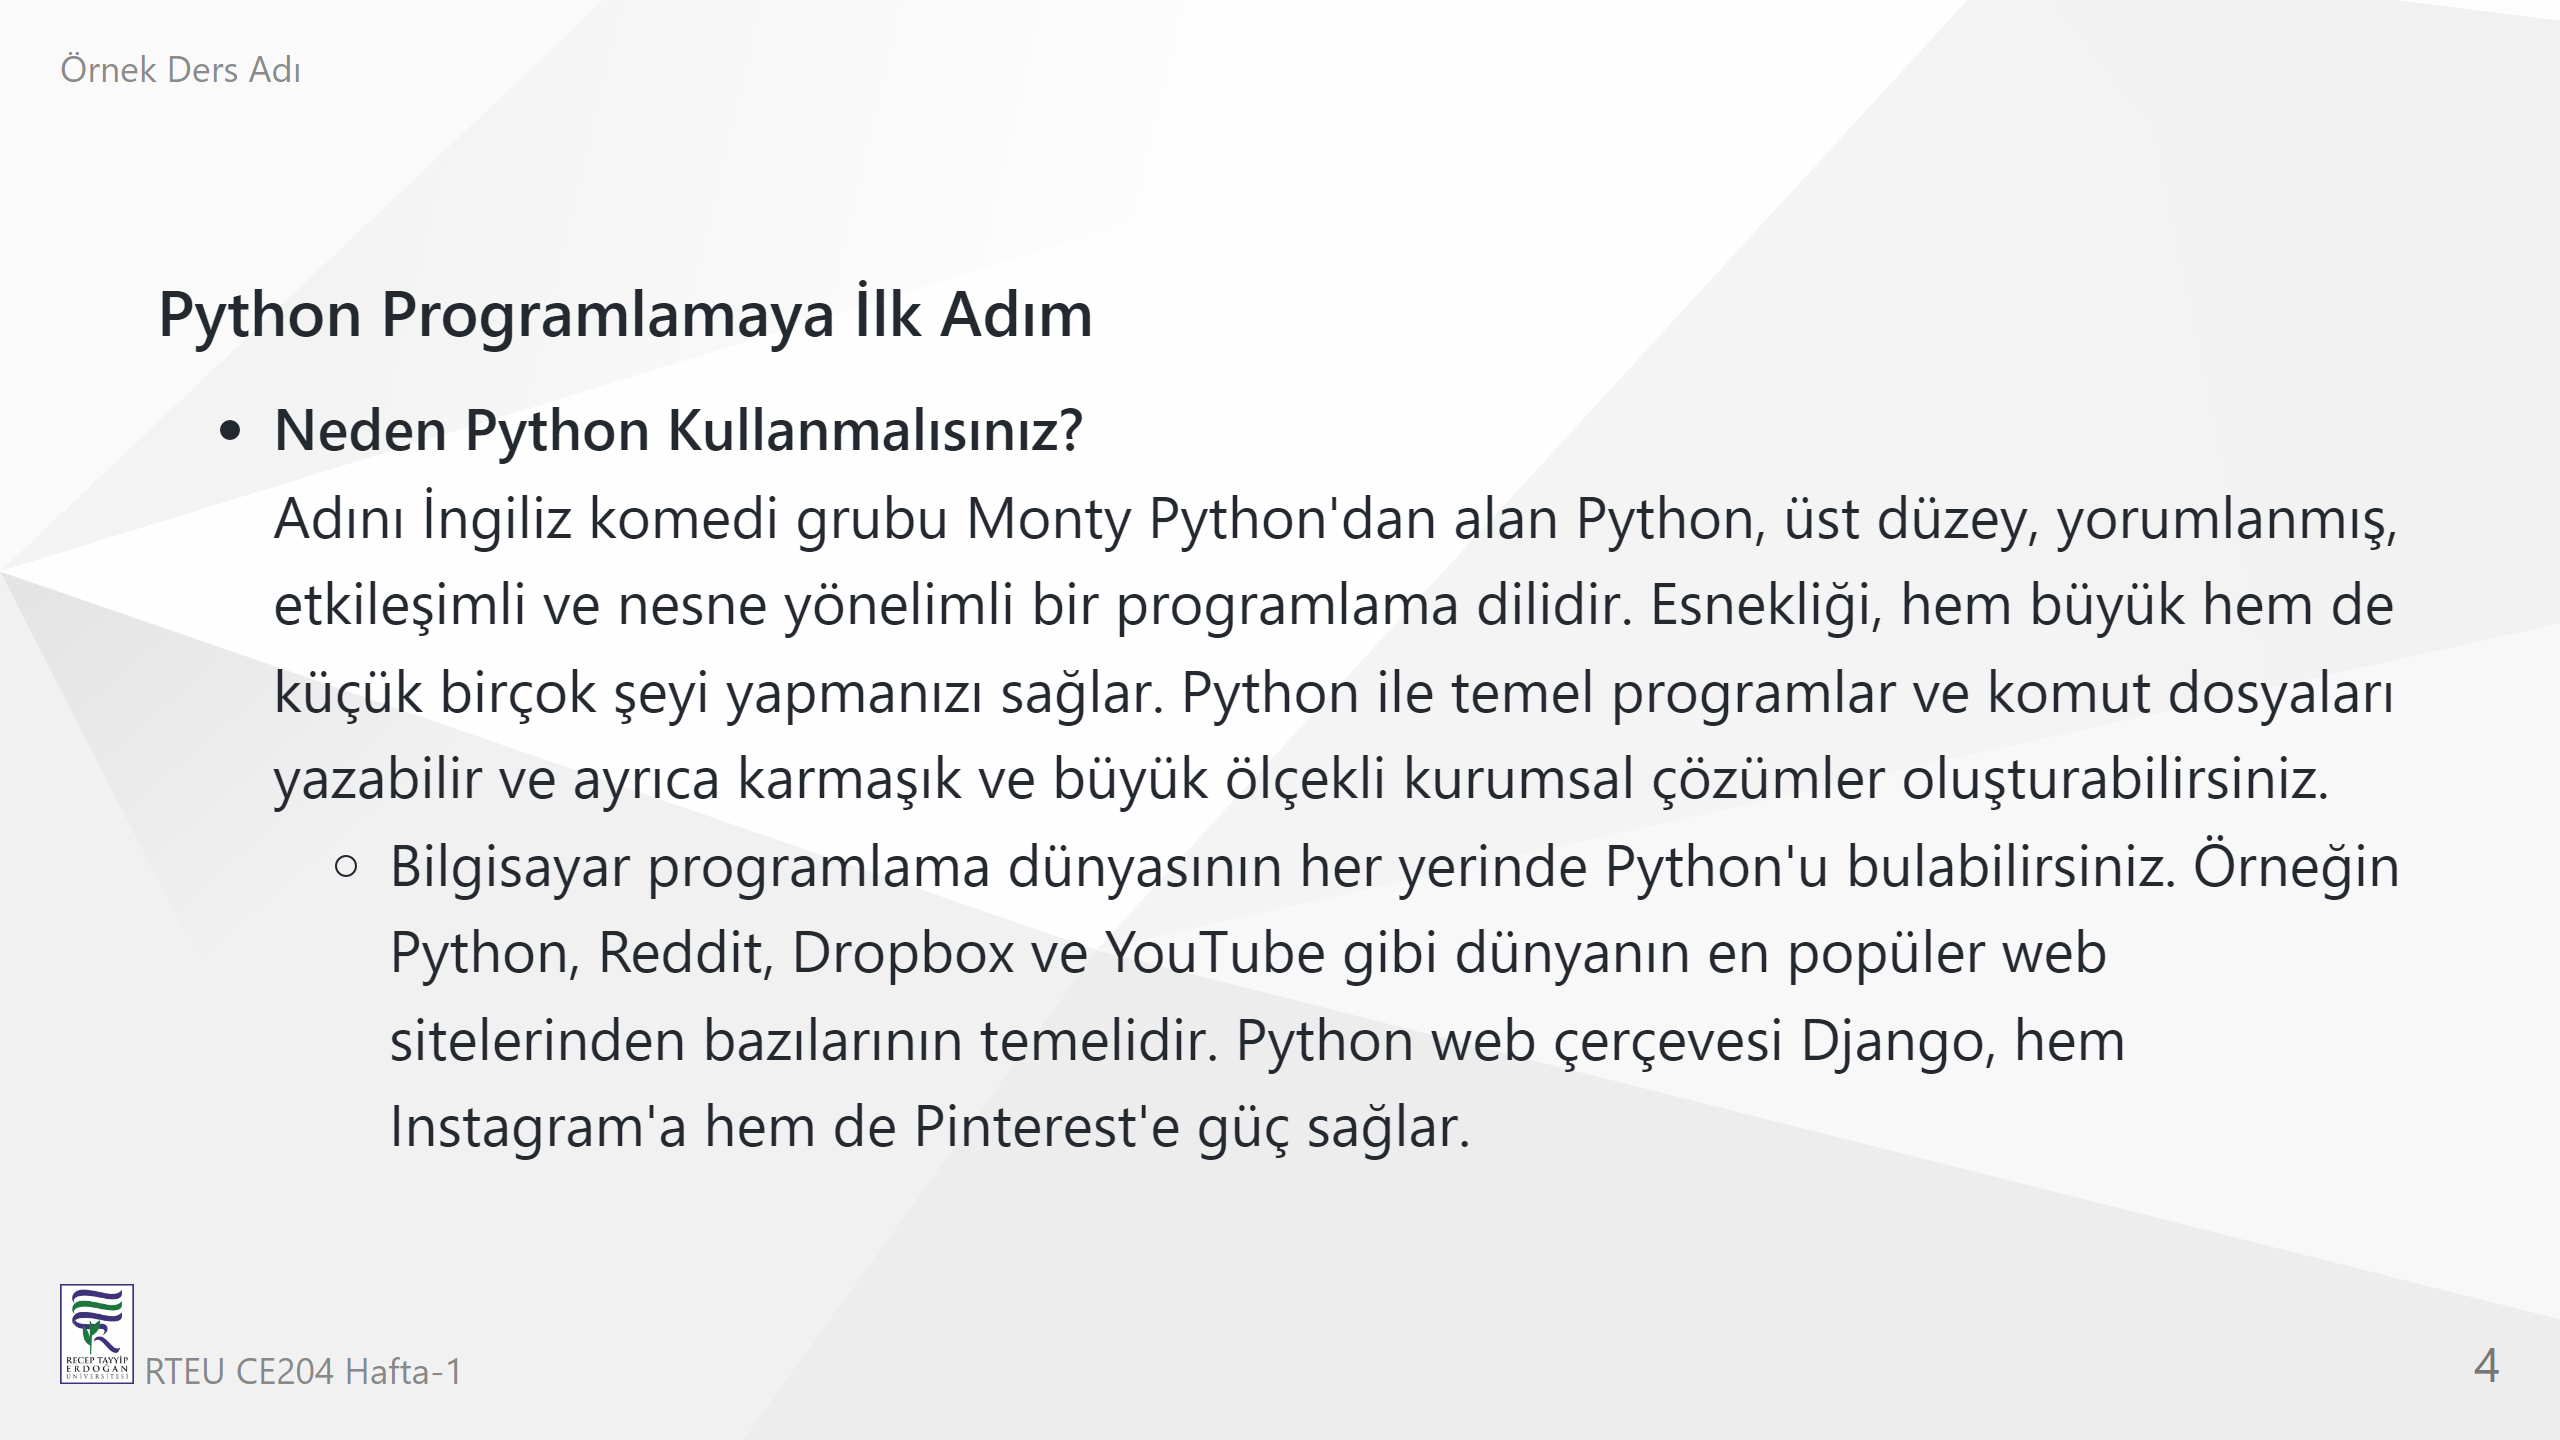 Örnek Ders Adı
Python Programlamaya İlk Adım
• Neden Python Kullanmalısınız?
Adını İngiliz komedi grubu Monty Python'dan alan Python, üst düzey, yorumlanmış,
etkileşimli ve nesne yönelimli bir programlama dilidir. Esnekliği, hem büyük hem de
küçük birçok şeyi yapmanızı sağlar. Python ile temel programlar ve komut dosyaları
yazabilir ve ayrıca karmaşık ve büyük ölçekli kurumsal çözümler oluşturabilirsiniz.
○ Bilgisayar programlama dünyasının her yerinde Python'u bulabilirsiniz. Örneğin
Python, Reddit, Dropbox ve YouTube gibi dünyanın en popüler web
sitelerinden bazılarının temelidir. Python web çerçevesi Django, hem
Instagram'a hem de Pinterest'e güç sağlar.
RECEP TAYYİP
ERDOĞAN
ÜNİVERSİTESİ
RTEU CE204 Hafta-1
4